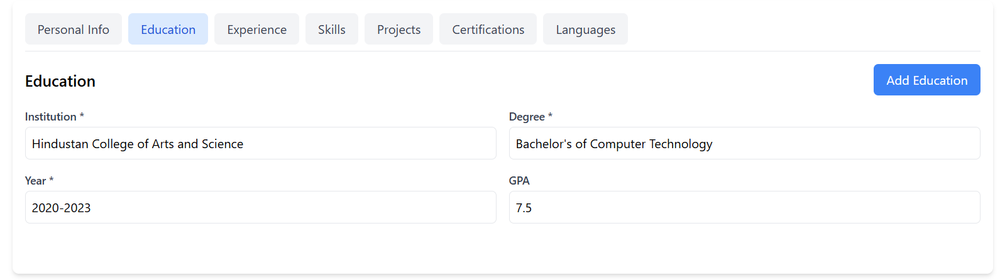 Personal Info Education Experience Skills Projects Certifications Languages
Education Add Education
Institution * Degree *
Hindustan College of Arts and Science Bachelor's of Computer Technology
Year * GPA
2020-2023 7.5